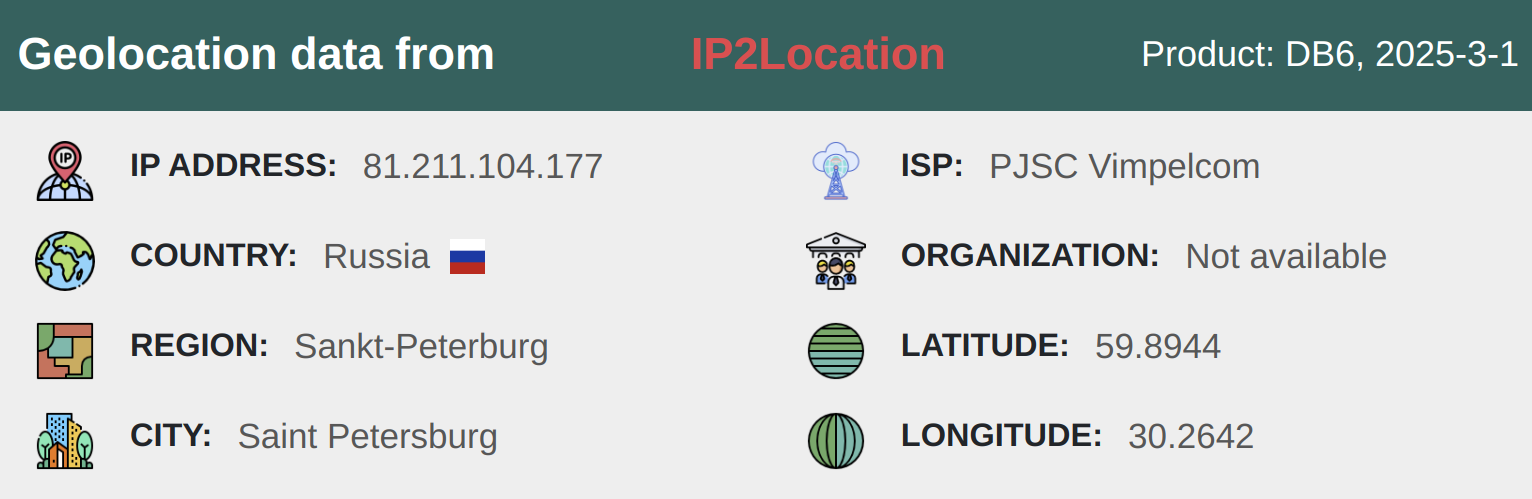 Geolocation data from IP2Location Product: DB6, 2025-3-1
IP
IP ADDRESS: 81.211.104.177
ISP: PJSC Vimpelcom
COUNTRY: Russia
ORGANIZATION: Not available
REGION: Sankt-Peterburg
LATITUDE: 59.8944
CITY: Saint Petersburg
LONGITUDE: 30.2642